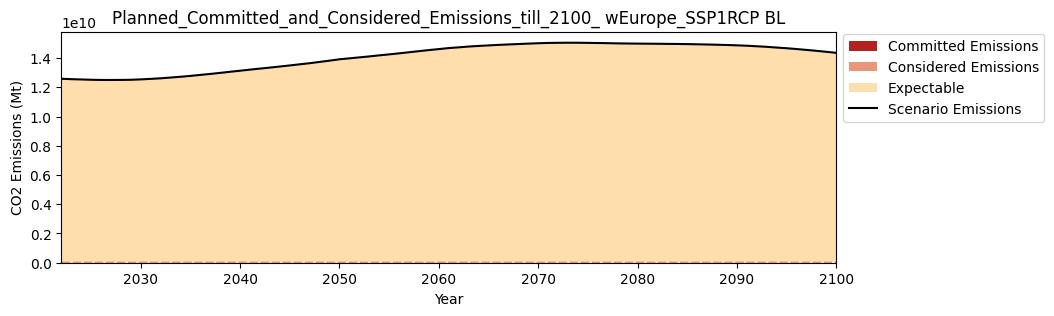 Planned_Committed_and_Considered_Emissions_till_2100_ wEurope_SSP1RCP BL
1e10
1.4
1.2
1.0
0.8
0.6
0.4
0.2
0.0
CO2 Emissions (Mt)
2030 2040 2050 2060 2070 2080 2090 2100
Year
Committed Emissions
Considered Emissions
Expectable
Scenario Emissions